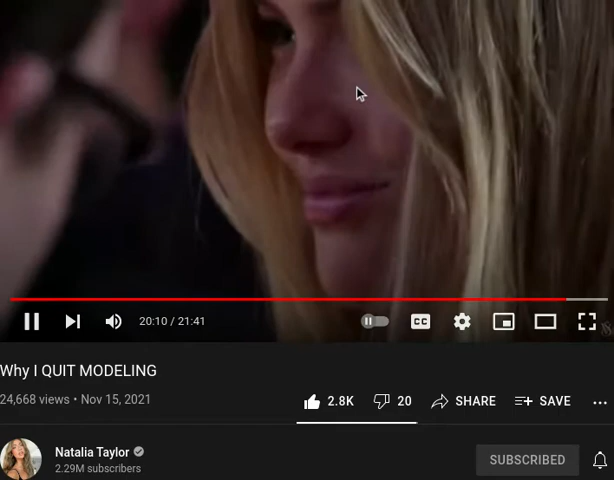 20:10 / 21:41
CC
Why I QUIT MODELING
24,668 views • Nov 15, 2021
2.8K
20
SHARE
SAVE
Natalia Taylor
2.29M subscribers
SUBSCRIBED